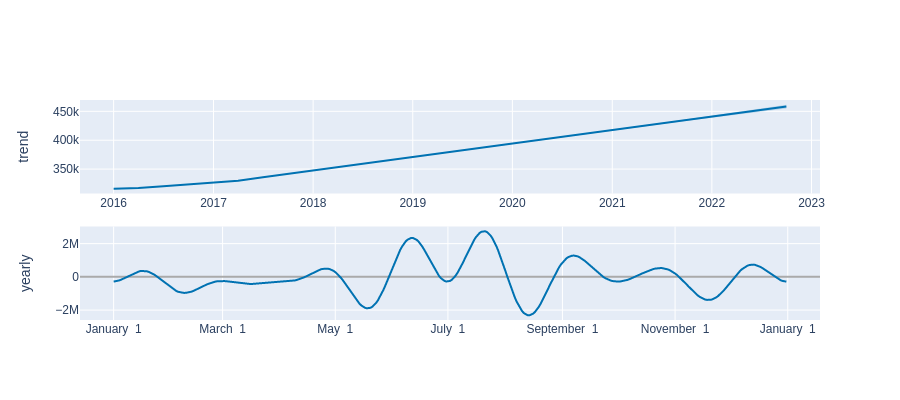 trend
450k
400k
350k
2016 2017 2018 2019 2020 2021 2022 2023
yearly
2M
0
−2M
January 1 March 1 May 1 July 1 September 1 November 1 January 1